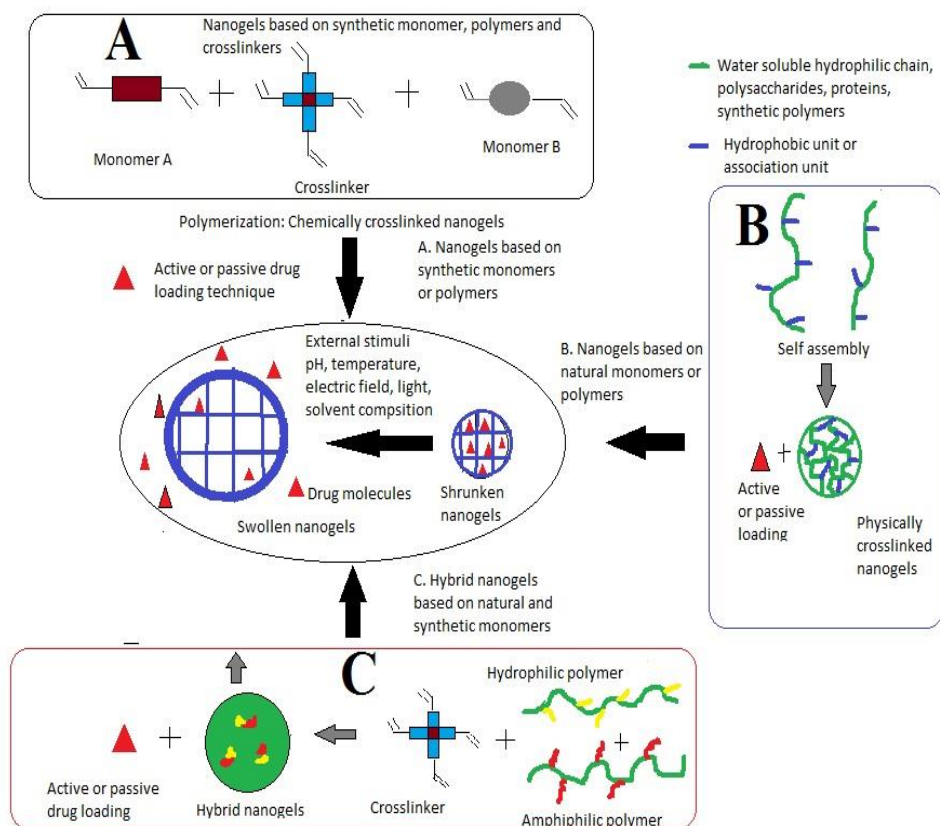 A
Nanogels based on synthetic monomer, polymers and
crosslinkers
Monomer A
Crosslinker
Monomer B
Water soluble hydrophilic chain,
polysaccharides, proteins,
synthetic polymers
Hydrophobic unit or
association unit
Polymerization: Chemically crosslinked nanogels
Active or passive drug
loading technique
A. Nanogels based on
synthetic monomers
or polymers
B
Self assembly
Active
or passive
loading
Physically
crosslinked
nanogels
B. Nanogels based on
natural monomers or
polymers
External stimuli
pH, temperature,
electric field, light,
solvent compsition
Drug molecules
Swollen nanogels
Shrunken
nanogels
C. Hybrid nanogels
based on natural and
synthetic monomers
C
Hydrophilic polymer
Active or passive
drug loading
Hybrid nanogels
Crosslinker
Amphiphilic polymer